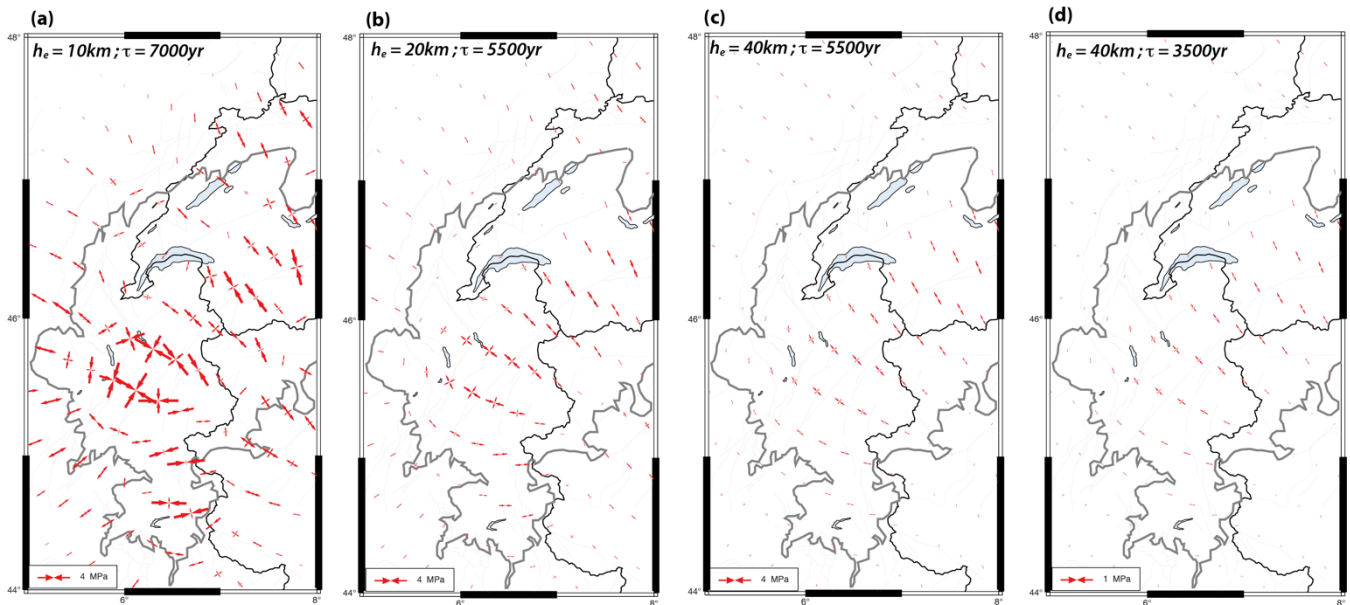 (a) (b) (c) (d)
48° 48° 48° 48°
hₑ = 10km ; τ = 7000yr hₑ = 20km ; τ = 5500yr hₑ = 40km ; τ = 5500yr hₑ = 40km ; τ = 3500yr
46° 46° 46° 46°
4 MPa 4 MPa 4 MPa 1 MPa
44° 44° 44° 44°
6° 8° 6° 8° 6° 8° 6° 8°